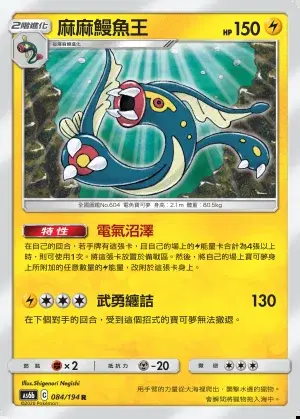 2階進化
麻麻鰻魚王
HP 150
全國圖鑑No.604 電魚寶可夢 身高:2.1m 體重:80.5kg
特性 電氣沼澤
在自己的回合,若手牌有這張卡,且自己的場上的能量卡合計為4張以上
時,則可使用1次。將這張卡放置於備戰區。然後,將自己的場上寶可夢身
上所附加的任意數量的能量,改附於這張卡身上。
武勇纏詰 130
在下個對手的回合,受到這個招式的寶可夢無法撤退。
弱點 ×2 抵抗力 -20 撤退
Illus.Shigenori Negishi
AS6b C 084/194 R
用手臂的力量從大海裡爬出,襲擊水邊的獵物。
會瞬間將獵物拖入海中。